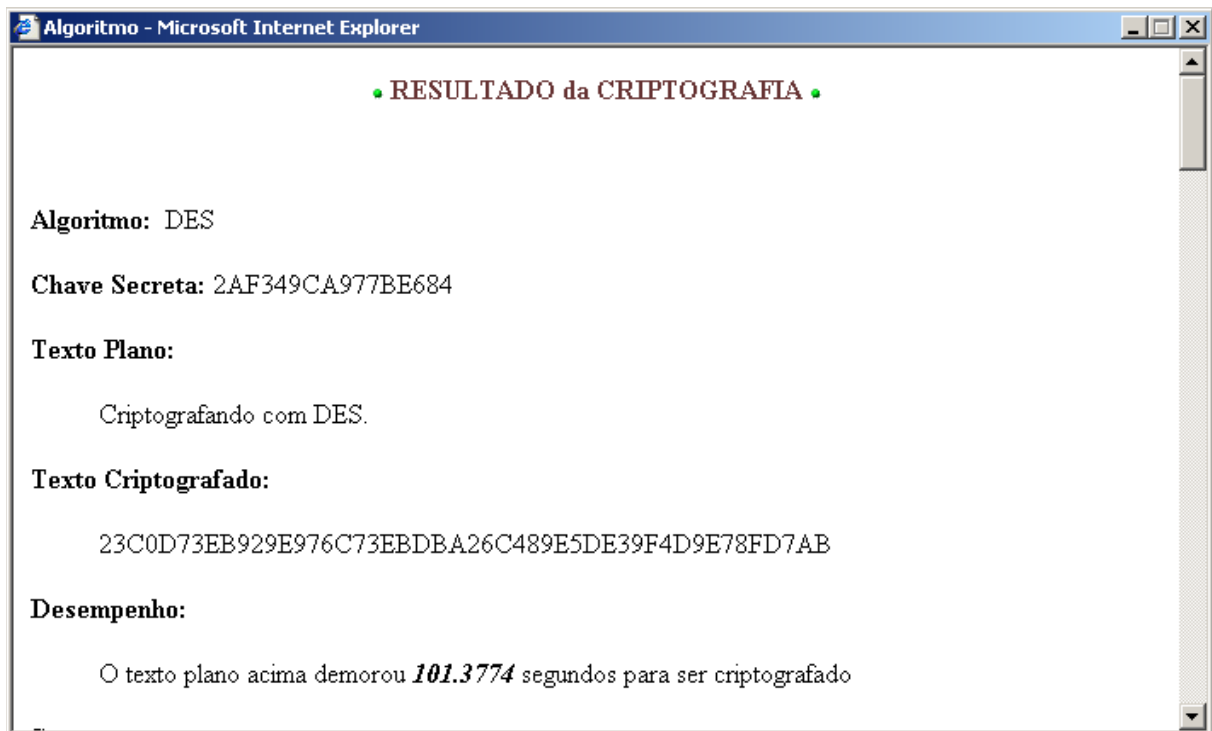 Algoritmo - Microsoft Internet Explorer
RESULTADO da CRIPTOGRAFIA
Algoritmo: DES
Chave Secreta: 2AF349CA977BE684
Texto Plano:
Criptografando com DES.
Texto Criptografado:
23C0D73EB929E976C73EBDBA26C489E5DE39F4D9E78FD7AB
Desempenho:
O texto plano acima demorou 101.3774 segundos para ser criptografado